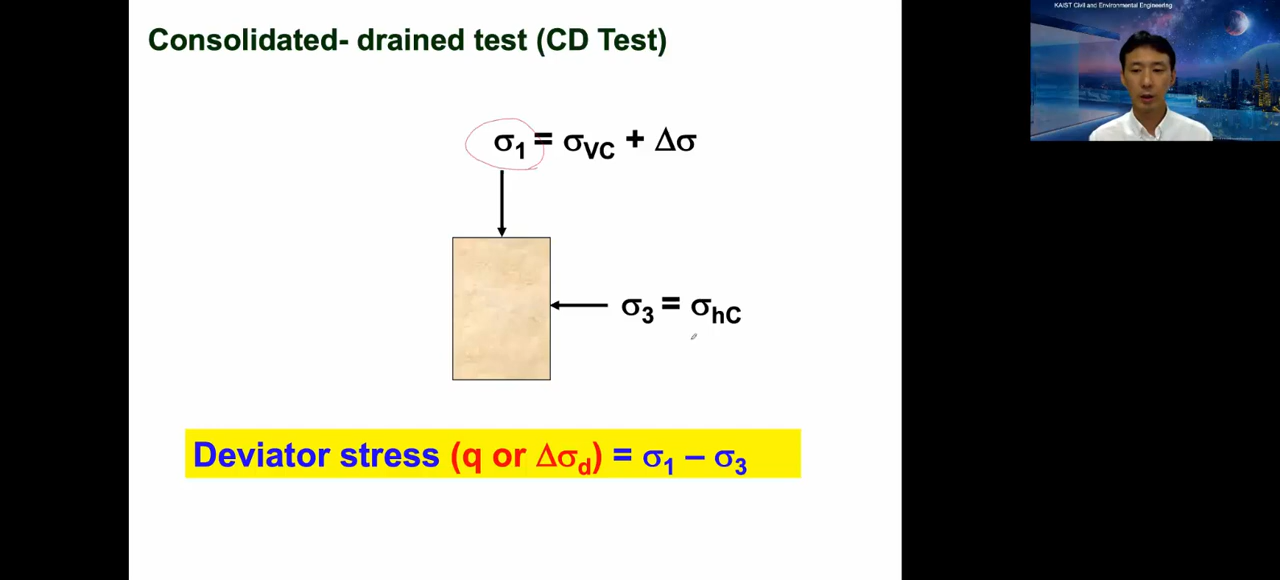 KAIST Civil and Environmental Engineering
Consolidated- drained test (CD Test)
σ1 = σVC + Δσ
σ3 = σhC
Deviator stress (q or Δσd) = σ1 – σ3